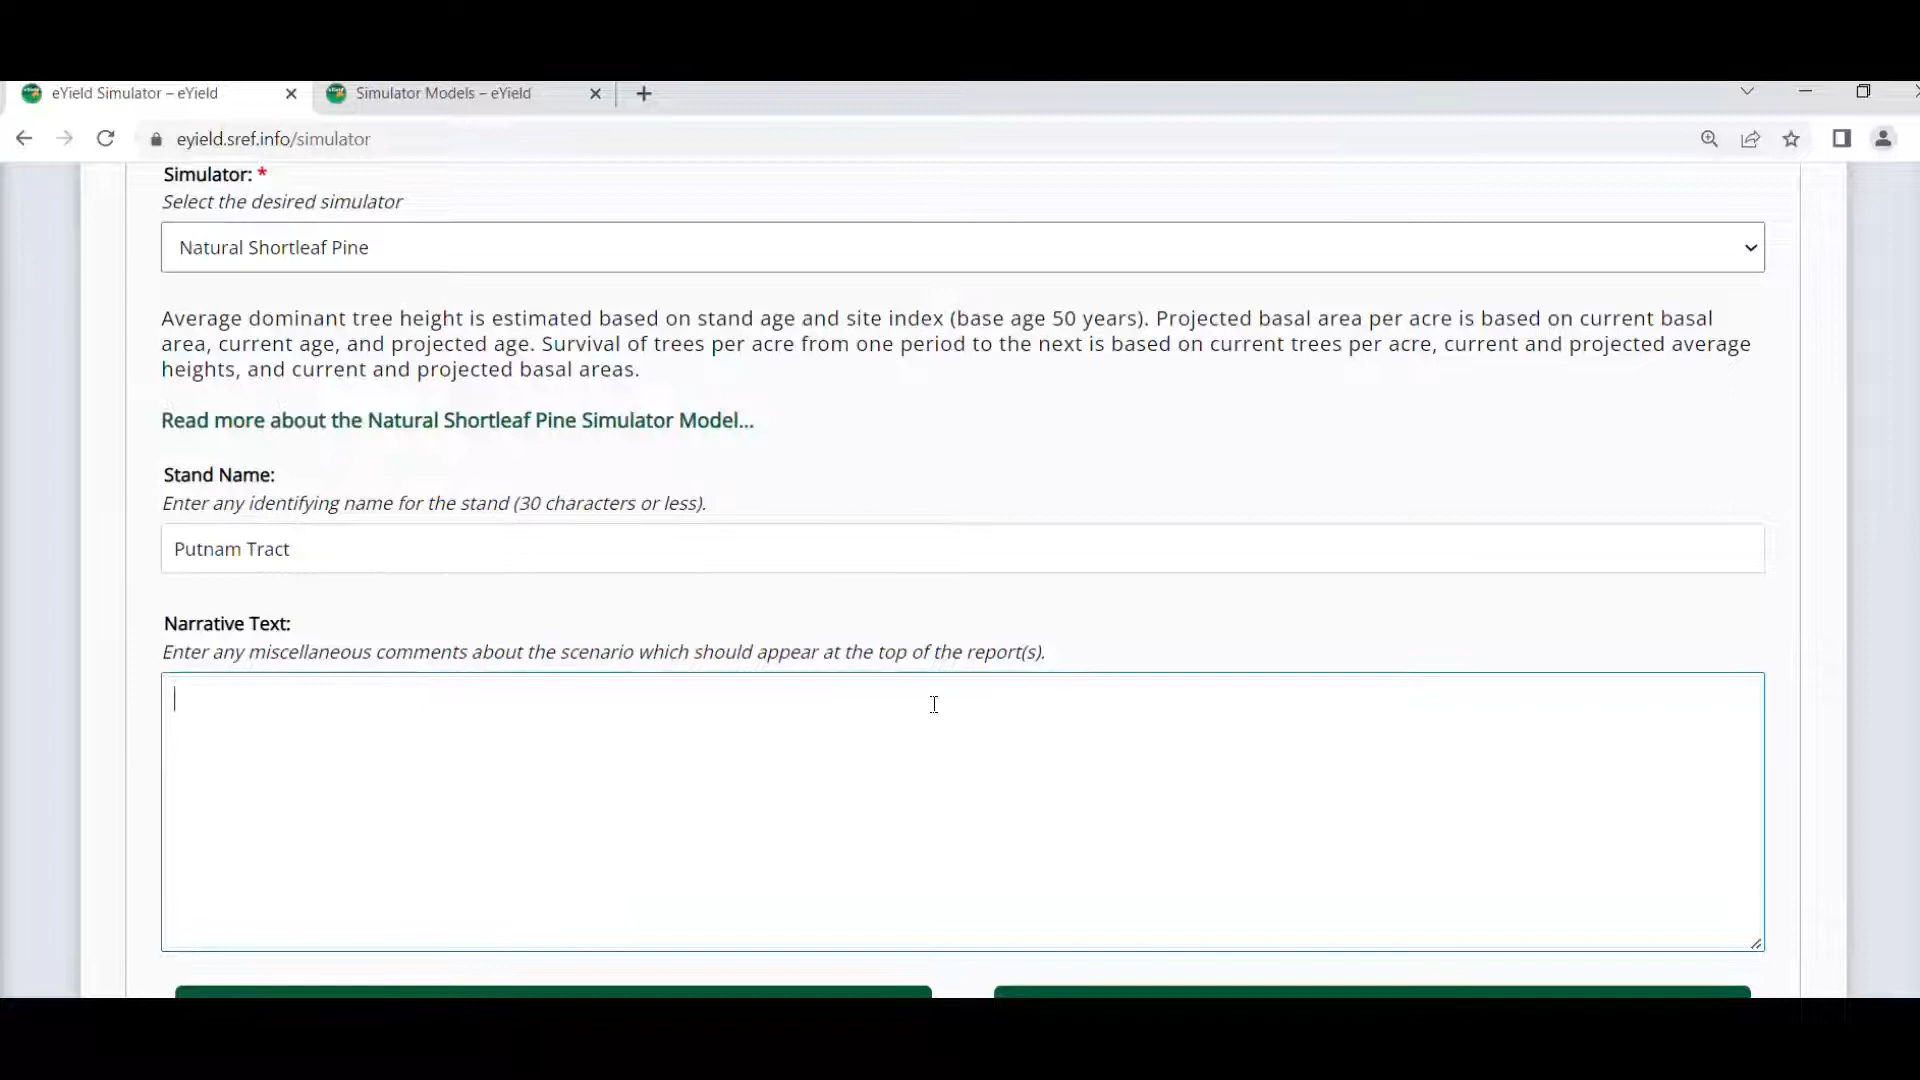 eYield Simulator – eYield
Simulator Models – eYield
eyield.sref.info/simulator
Simulator: *
Select the desired simulator
Natural Shortleaf Pine
Average dominant tree height is estimated based on stand age and site index (base age 50 years). Projected basal area per acre is based on current basal
area, current age, and projected age. Survival of trees per acre from one period to the next is based on current trees per acre, current and projected average
heights, and current and projected basal areas.
Read more about the Natural Shortleaf Pine Simulator Model...
Stand Name:
Enter any identifying name for the stand (30 characters or less).
Putnam Tract
Narrative Text:
Enter any miscellaneous comments about the scenario which should appear at the top of the report(s).